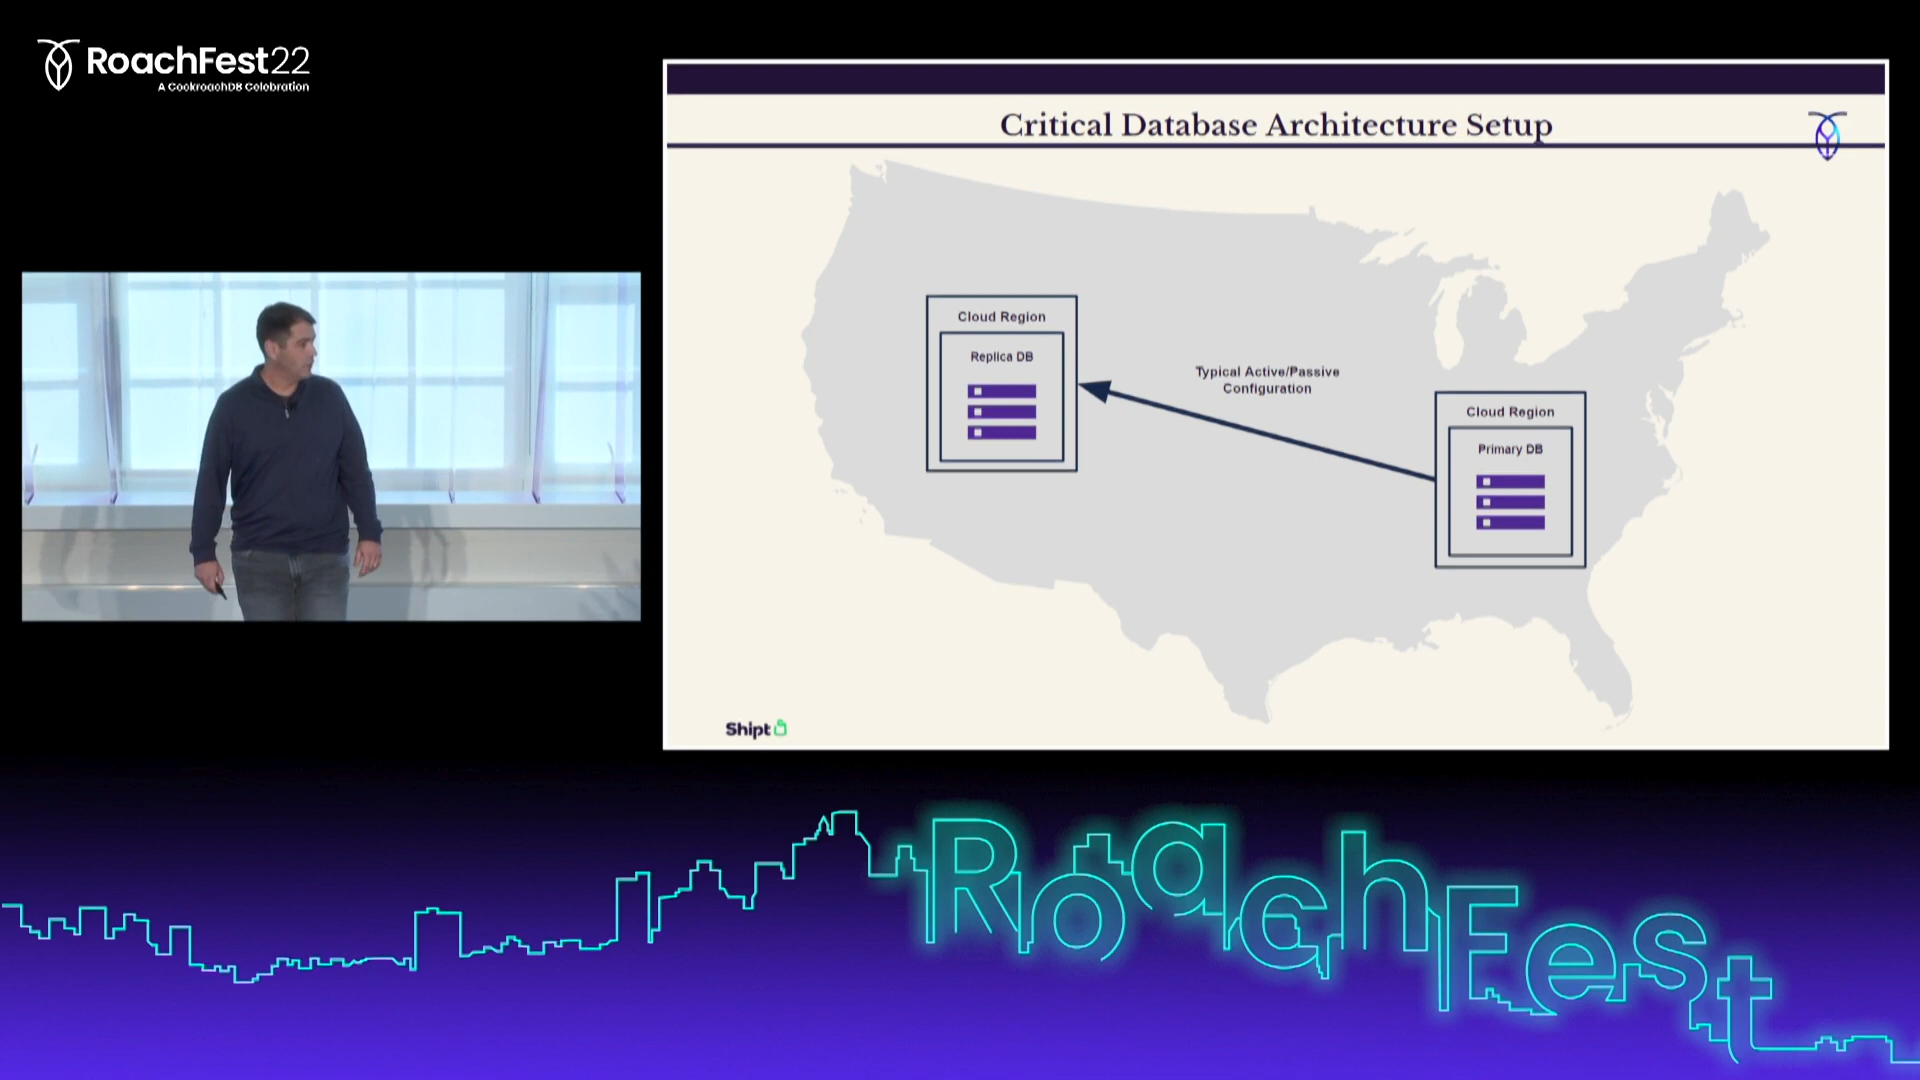 RoachFest22
A CockroachDB Celebration
Critical Database Architecture Setup
Cloud Region
Replica DB
Typical Active/Passive
Configuration
Cloud Region
Primary DB
Shipt
RoachFest